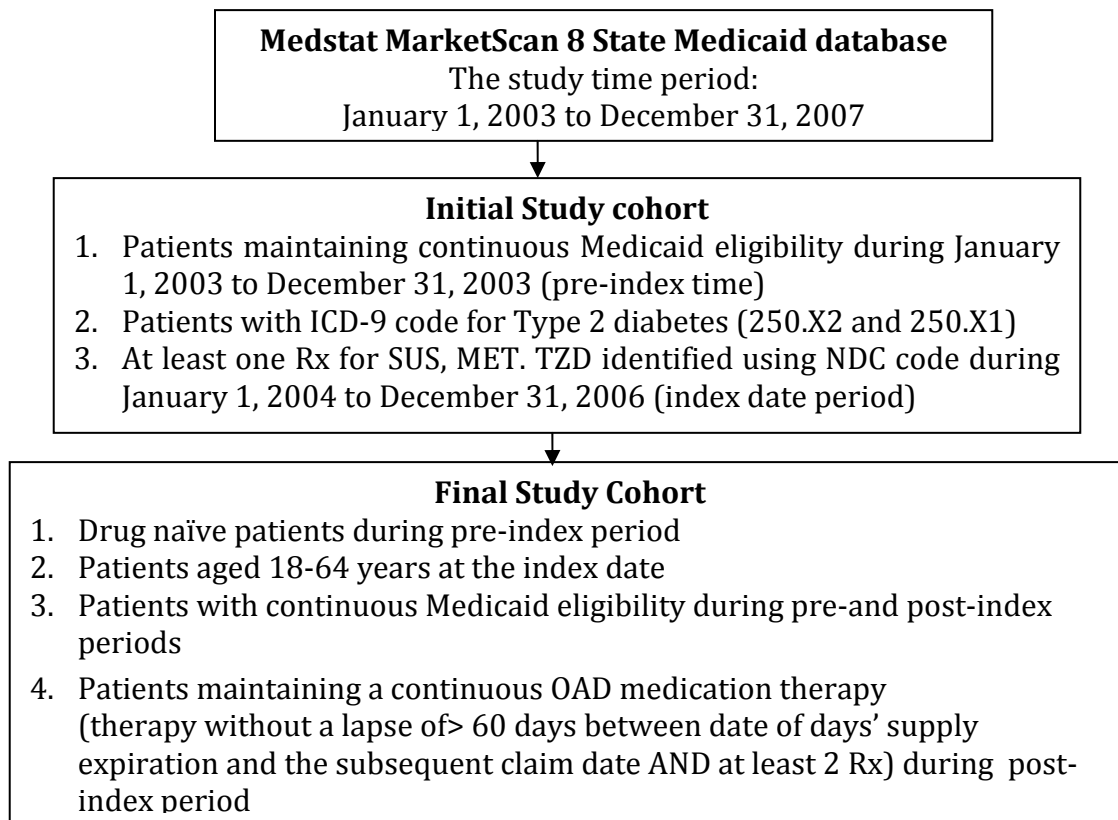 Medstat MarketScan 8 State Medicaid database
The study time period:
January 1, 2003 to December 31, 2007
Initial Study cohort
1. Patients maintaining continuous Medicaid eligibility during January
1, 2003 to December 31, 2003 (pre-index time)
2. Patients with ICD-9 code for Type 2 diabetes (250.X2 and 250.X1)
3. At least one Rx for SUS, MET. TZD identified using NDC code during
January 1, 2004 to December 31, 2006 (index date period)
Final Study Cohort
1. Drug naïve patients during pre-index period
2. Patients aged 18-64 years at the index date
3. Patients with continuous Medicaid eligibility during pre-and post-index
periods
4. Patients maintaining a continuous OAD medication therapy
(therapy without a lapse of> 60 days between date of days’ supply
expiration and the subsequent claim date AND at least 2 Rx) during post-
index period